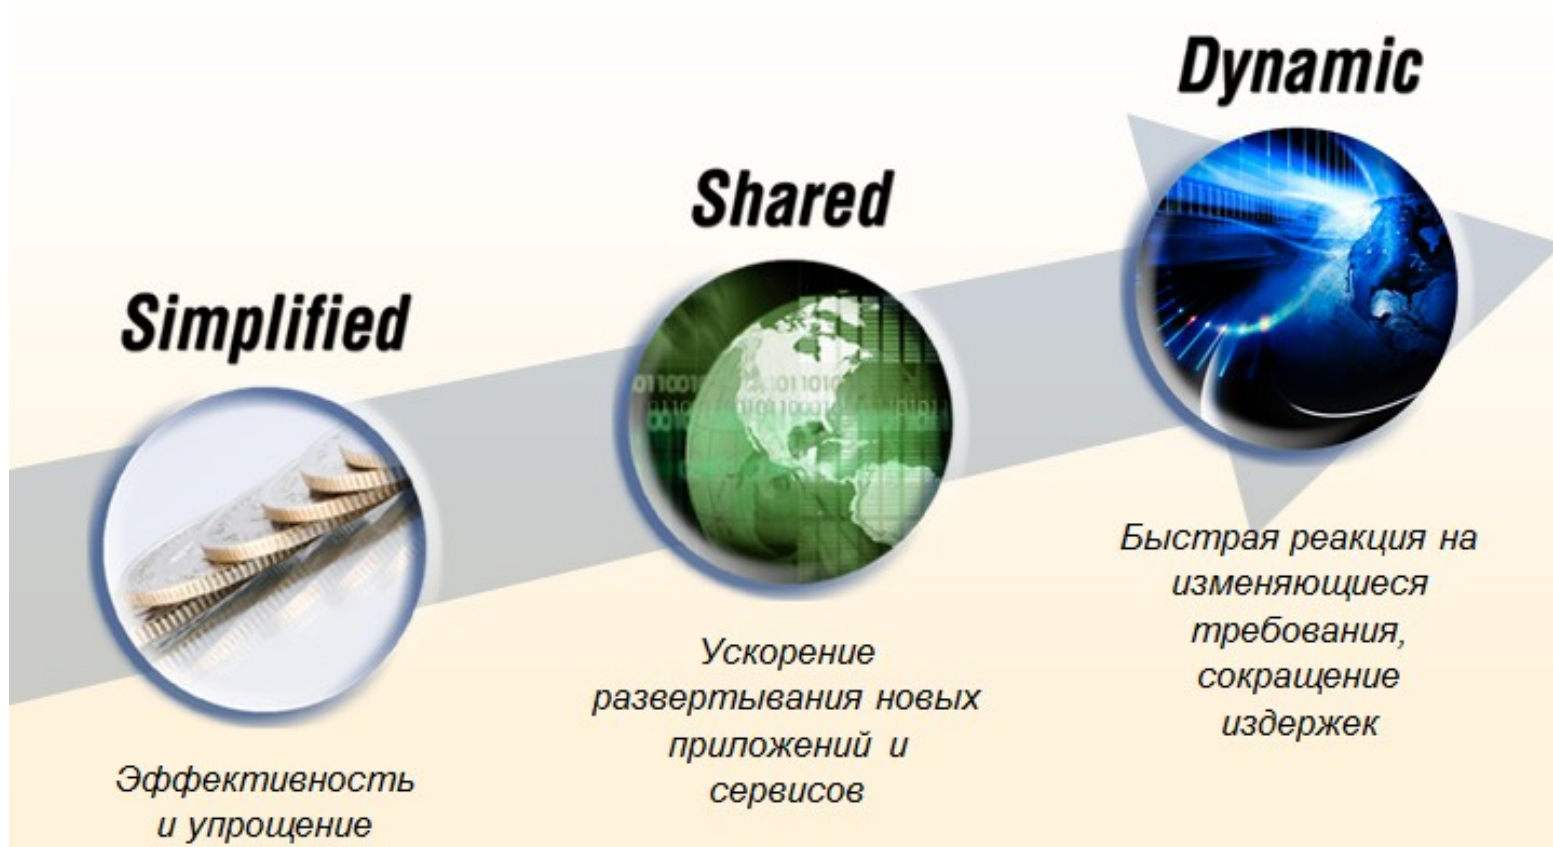 Dynamic
Shared
Simplified
Быстрая реакция на
изменяющиеся
требования,
сокращение
издержек
Ускорение
развертывания новых
приложений и
сервисов
Эффективность
и упрощение